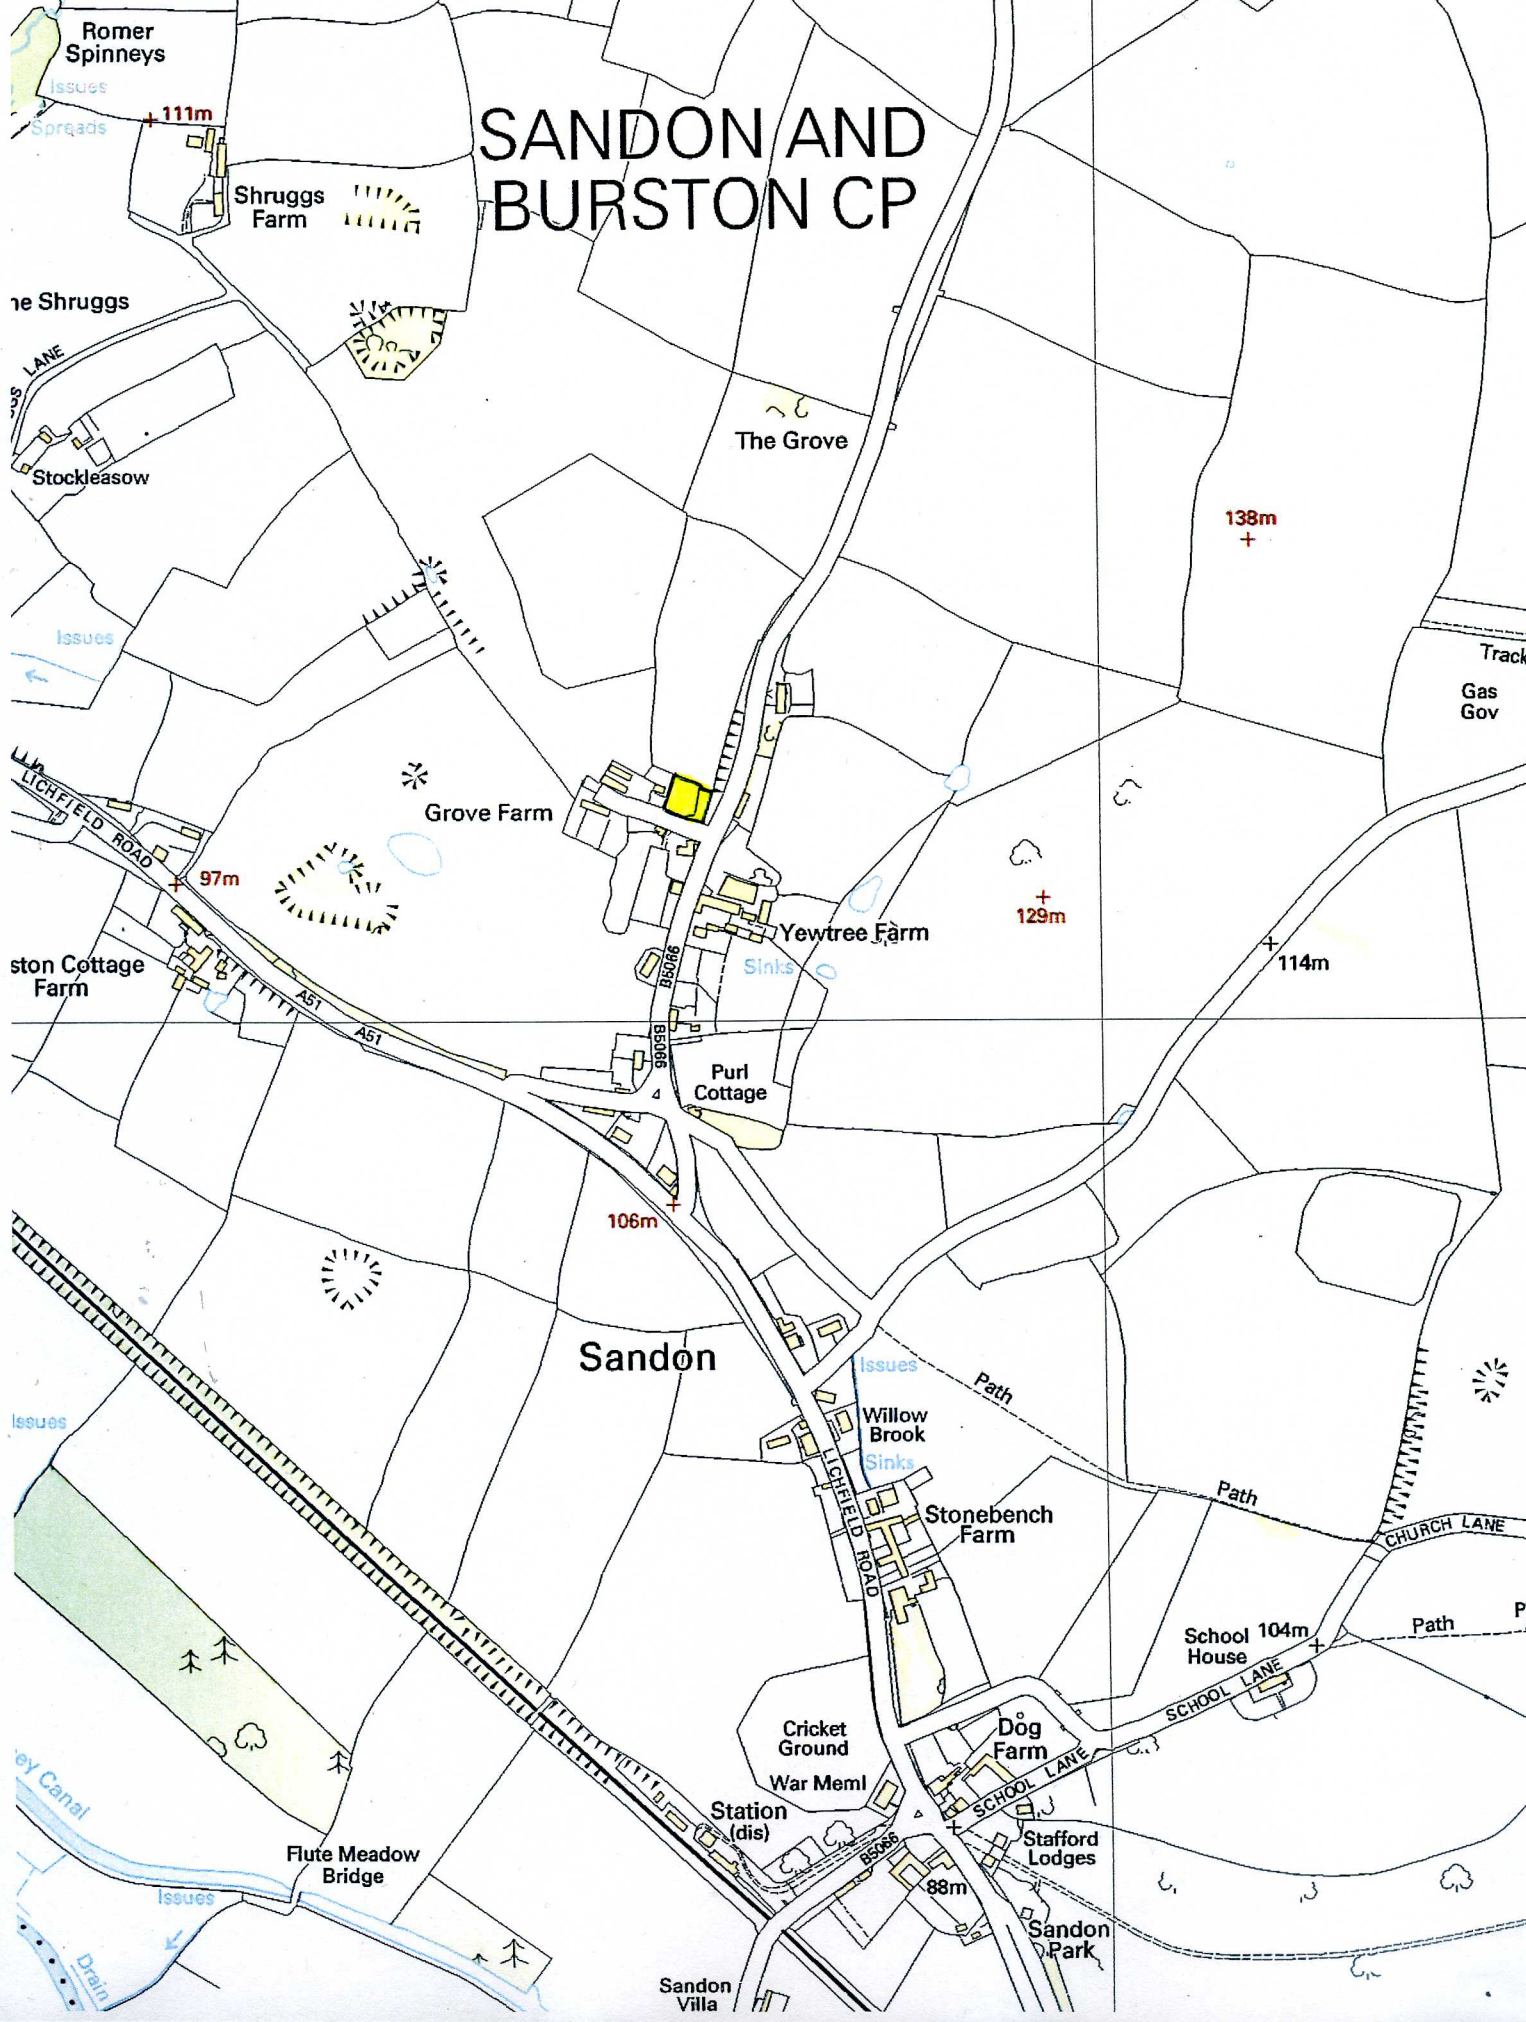 Romer
Spinneys
Issues
Spreads
111m
SANDON AND
BURSTON CP
Shruggs
Farm
Shruggs
LANE
The Grove
Stockleasow
138m
Issues
Track
Gas
Gov
LICHFIELD ROAD
Grove Farm
97m
129m
Yewtree Farm
114m
Sinks
B5066
Cottage
Farm
A51
A51
B5066
Purl
Cottage
106m
Sandon
Issues
Path
Willow
Brook
Issues
Sinks
LICHFIELD ROAD
Path
Stonebench
Farm
CHURCH LANE
School
House
104m
Path
P
SCHOOL LANE
Cricket
Ground
Dog
Farm
War Meml
SCHOOL LANE
Station
(dis)
Canal
B5066
Stafford
Lodges
Flute Meadow
Bridge
Issues
88m
Sandon
Park
Drain
Sandon
Villa